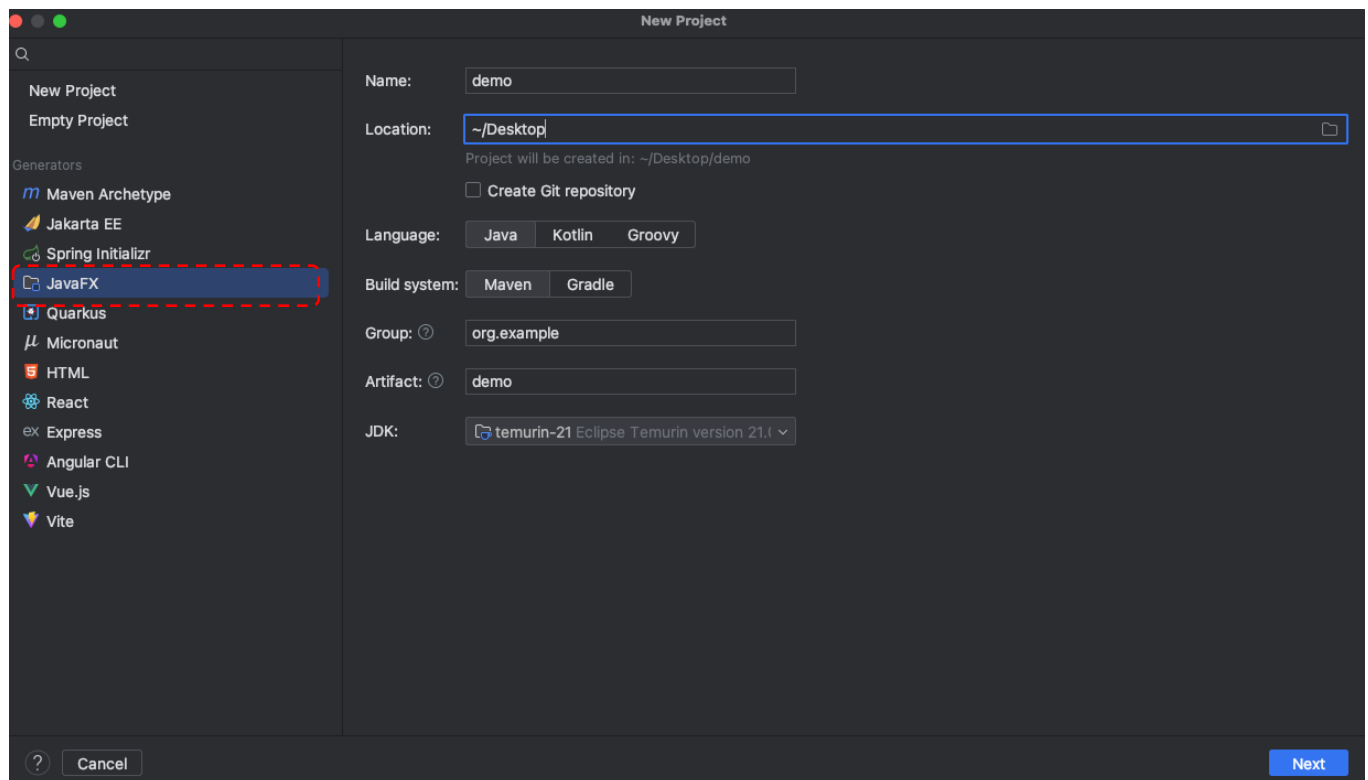 New Project
New Project
Empty Project
Generators
Maven Archetype
Jakarta EE
Spring Initializr
JavaFX
Quarkus
Micronaut
HTML
React
ex Express
Angular CLI
Vue.js
Vite
Name: demo
Location: ~/Desktop
Project will be created in: ~/Desktop/demo
Create Git repository
Language: Java Kotlin Groovy
Build system: Maven Gradle
Group: ? org.example
Artifact: ? demo
JDK: temurin-21 Eclipse Temurin version 21.
? Cancel Next